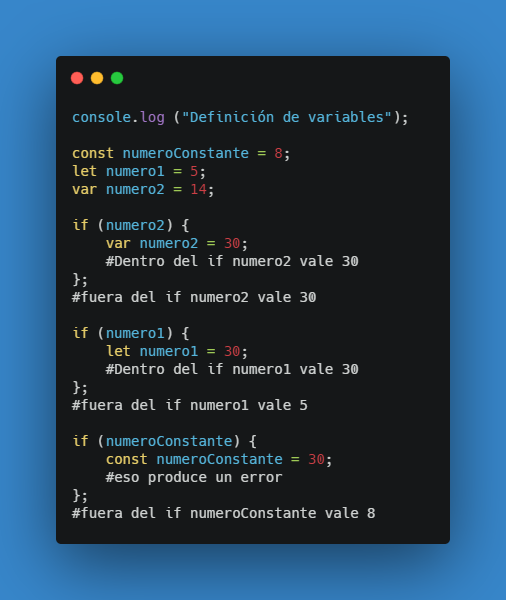 console.log ("Definición de variables");
const numeroConstante = 8;
let numero1 = 5;
var numero2 = 14;
if (numero2) {
var numero2 = 30;
#Dentro del if numero2 vale 30
};
#fuera del if numero2 vale 30
if (numero1) {
let numero1 = 30;
#Dentro del if numero1 vale 30
};
#fuera del if numero1 vale 5
if (numeroConstante) {
const numeroConstante = 30;
#eso produce un error
};
#fuera del if numeroConstante vale 8